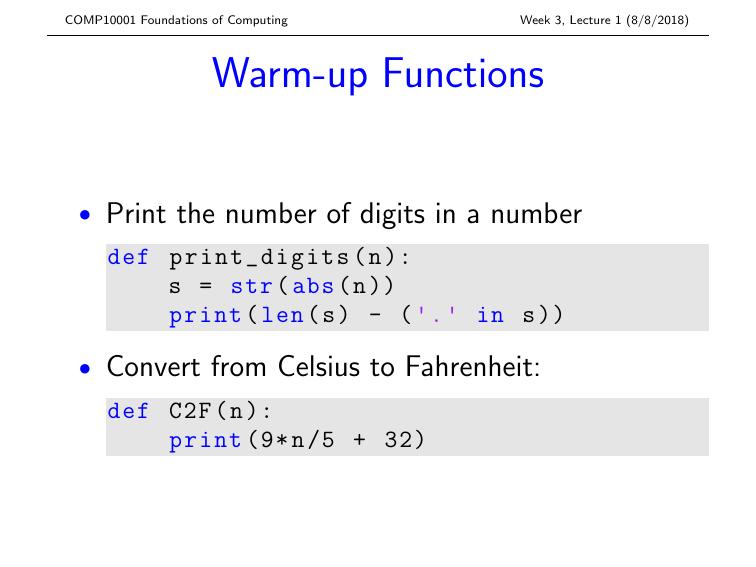 COMP10001 Foundations of Computing Week 3, Lecture 1 (8/8/2018)
Warm-up Functions
• Print the number of digits in a number
def print_digits(n):
    s = str(abs(n))
    print(len(s) - ('.' in s))
• Convert from Celsius to Fahrenheit:
def C2F(n):
    print(9*n/5 + 32)